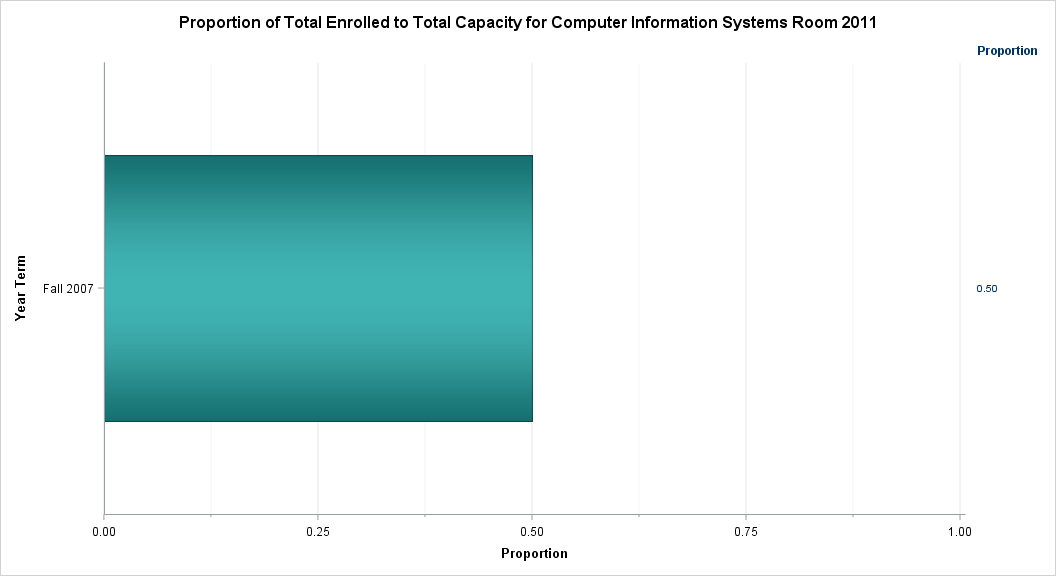 Proportion of Total Enrolled to Total Capacity for Computer Information Systems Room 2011
Proportion
Year Term
Fall 2007
0.50
0.00 0.25 0.50 0.75 1.00
Proportion